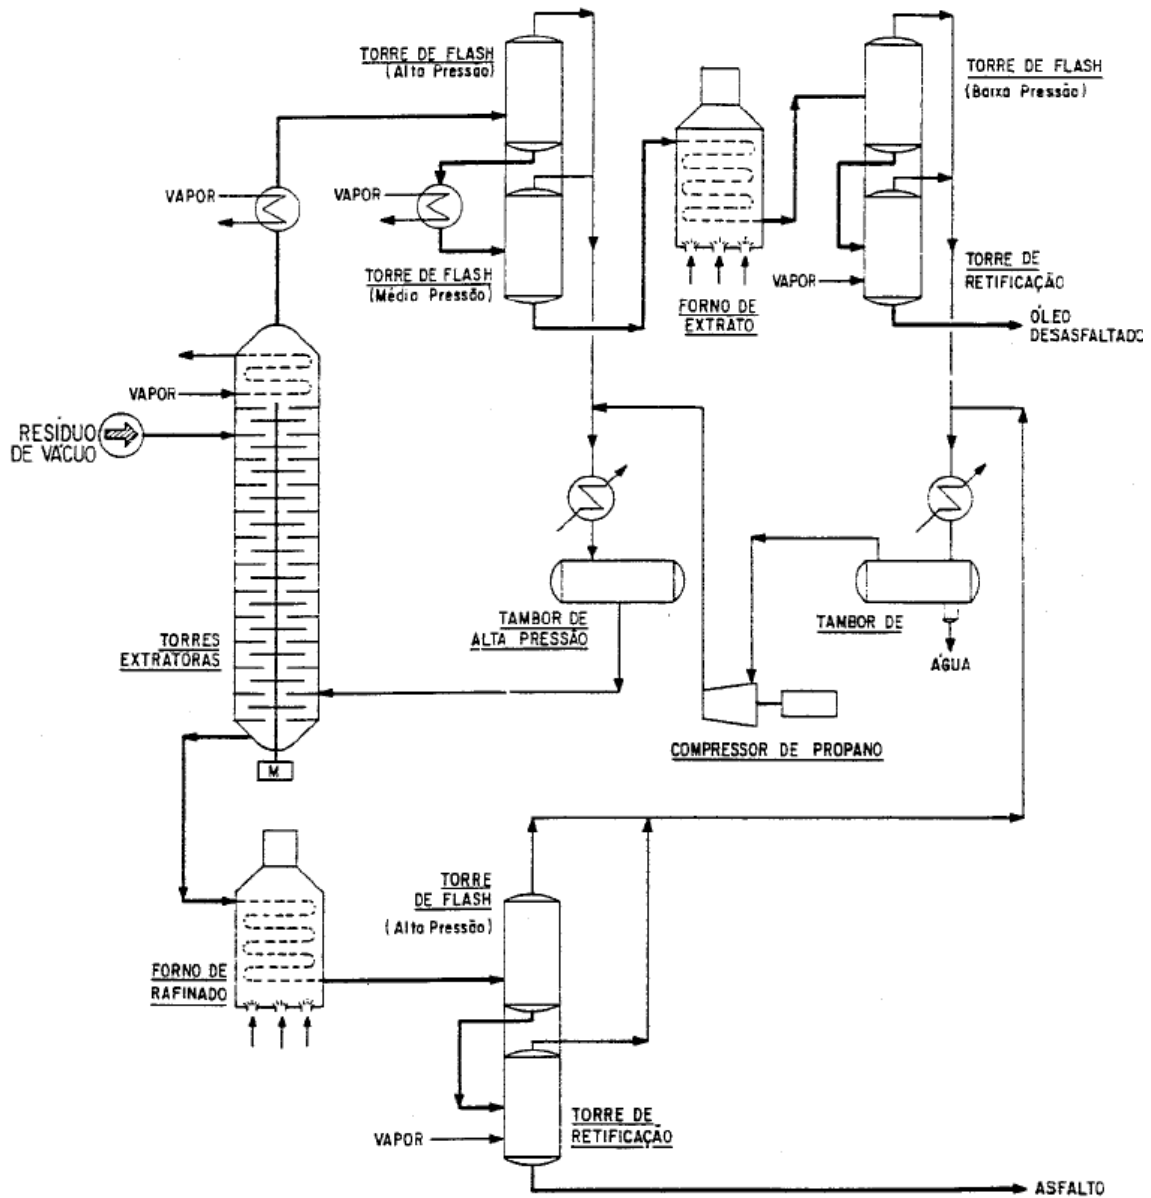 TORRE DE FLASH
(Alta Pressão)
TORRE DE FLASH
(Baixa Pressão)
VAPOR
VAPOR
TORRE DE FLASH
(Média Pressão)
FORNO DE
EXTRATO
TORRE DE
RETIFICAÇÃO
VAPOR
ÓLEO
DESASFALTADO
VAPOR
RESÍDUO
DE VÁCUO
TORRES
EXTRATORAS
TAMBOR DE
ALTA PRESSÃO
TAMBOR DE
ÁGUA
COMPRESSOR DE PROPANO
M
TORRE
DE FLASH
(Alta Pressão)
FORNO DE
RAFINADO
TORRE DE
RETIFICAÇÃO
VAPOR
ASFALTO